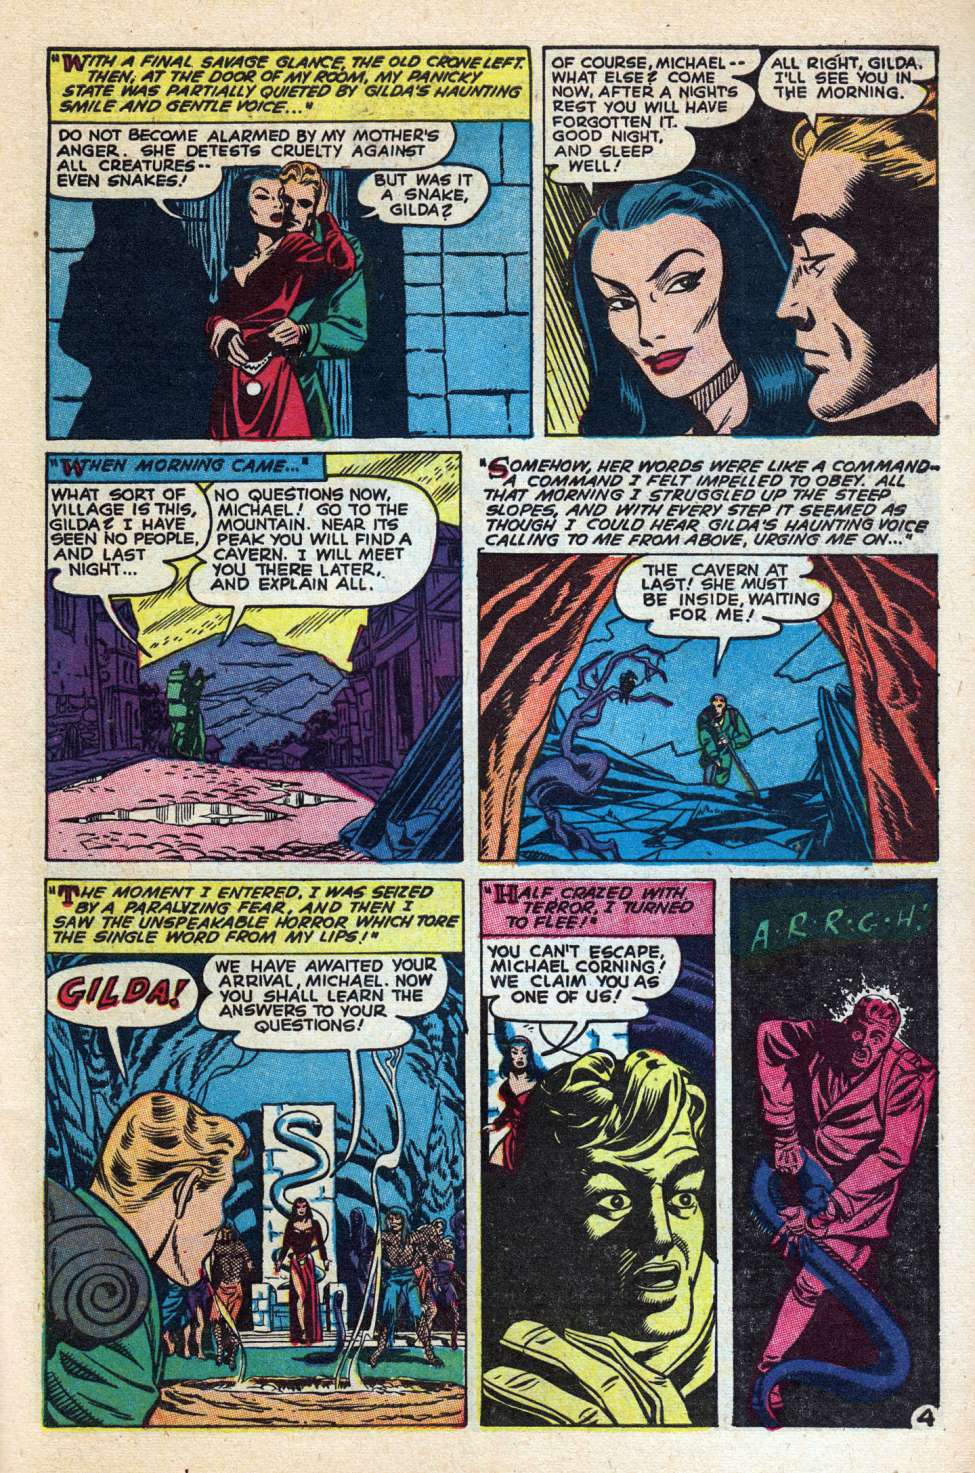 "WITH A FINAL SAVAGE GLANCE, THE OLD CRONE LEFT.
THEN, AT THE DOOR OF MY ROOM, MY PANICKY
STATE WAS PARTIALLY QUIETED BY GILDA'S HAUNTING
SMILE AND GENTLE VOICE..."
DO NOT BECOME ALARMED BY MY MOTHER'S
ANGER. SHE DETESTS CRUELTY AGAINST
ALL CREATURES--
EVEN SNAKES!
BUT WAS IT
A SNAKE,
GILDA?
OF COURSE, MICHAEL--
WHAT ELSE? COME
NOW, AFTER A NIGHT'S
REST YOU WILL HAVE
FORGOTTEN IT.
GOOD NIGHT,
AND SLEEP
WELL!
ALL RIGHT, GILDA.
I'LL SEE YOU IN
THE MORNING.
"WHEN MORNING CAME..."
WHAT SORT OF
VILLAGE IS THIS,
GILDA? I HAVE
SEEN NO PEOPLE,
AND LAST
NIGHT...
NO QUESTIONS NOW,
MICHAEL! GO TO THE
MOUNTAIN. NEAR ITS
PEAK YOU WILL FIND A
CAVERN. I WILL MEET
YOU THERE LATER,
AND EXPLAIN ALL.
"SOMEHOW, HER WORDS WERE LIKE A COMMAND--
A COMMAND I FELT IMPELLED TO OBEY. ALL
THAT MORNING I STRUGGLED UP THE STEEP
SLOPES, AND WITH EVERY STEP IT SEEMED AS
THOUGH I COULD HEAR GILDA'S HAUNTING VOICE
CALLING TO ME FROM ABOVE, URGING ME ON..."
THE CAVERN AT
LAST! SHE MUST
BE INSIDE, WAITING
FOR ME!
"THE MOMENT I ENTERED, I WAS SEIZED
BY A PARALYZING FEAR, AND THEN I
SAW THE UNSPEAKABLE HORROR WHICH TORE
THE SINGLE WORD FROM MY LIPS!"
GILDA!
WE HAVE AWAITED YOUR
ARRIVAL, MICHAEL. NOW
YOU SHALL LEARN THE
ANSWERS TO YOUR
QUESTIONS!
"HALF CRAZED WITH
TERROR I TURNED
TO FLEE!"
YOU CAN'T ESCAPE,
MICHAEL CORNING!
WE CLAIM YOU AS
ONE OF US!
A·R·R·G·H!
4